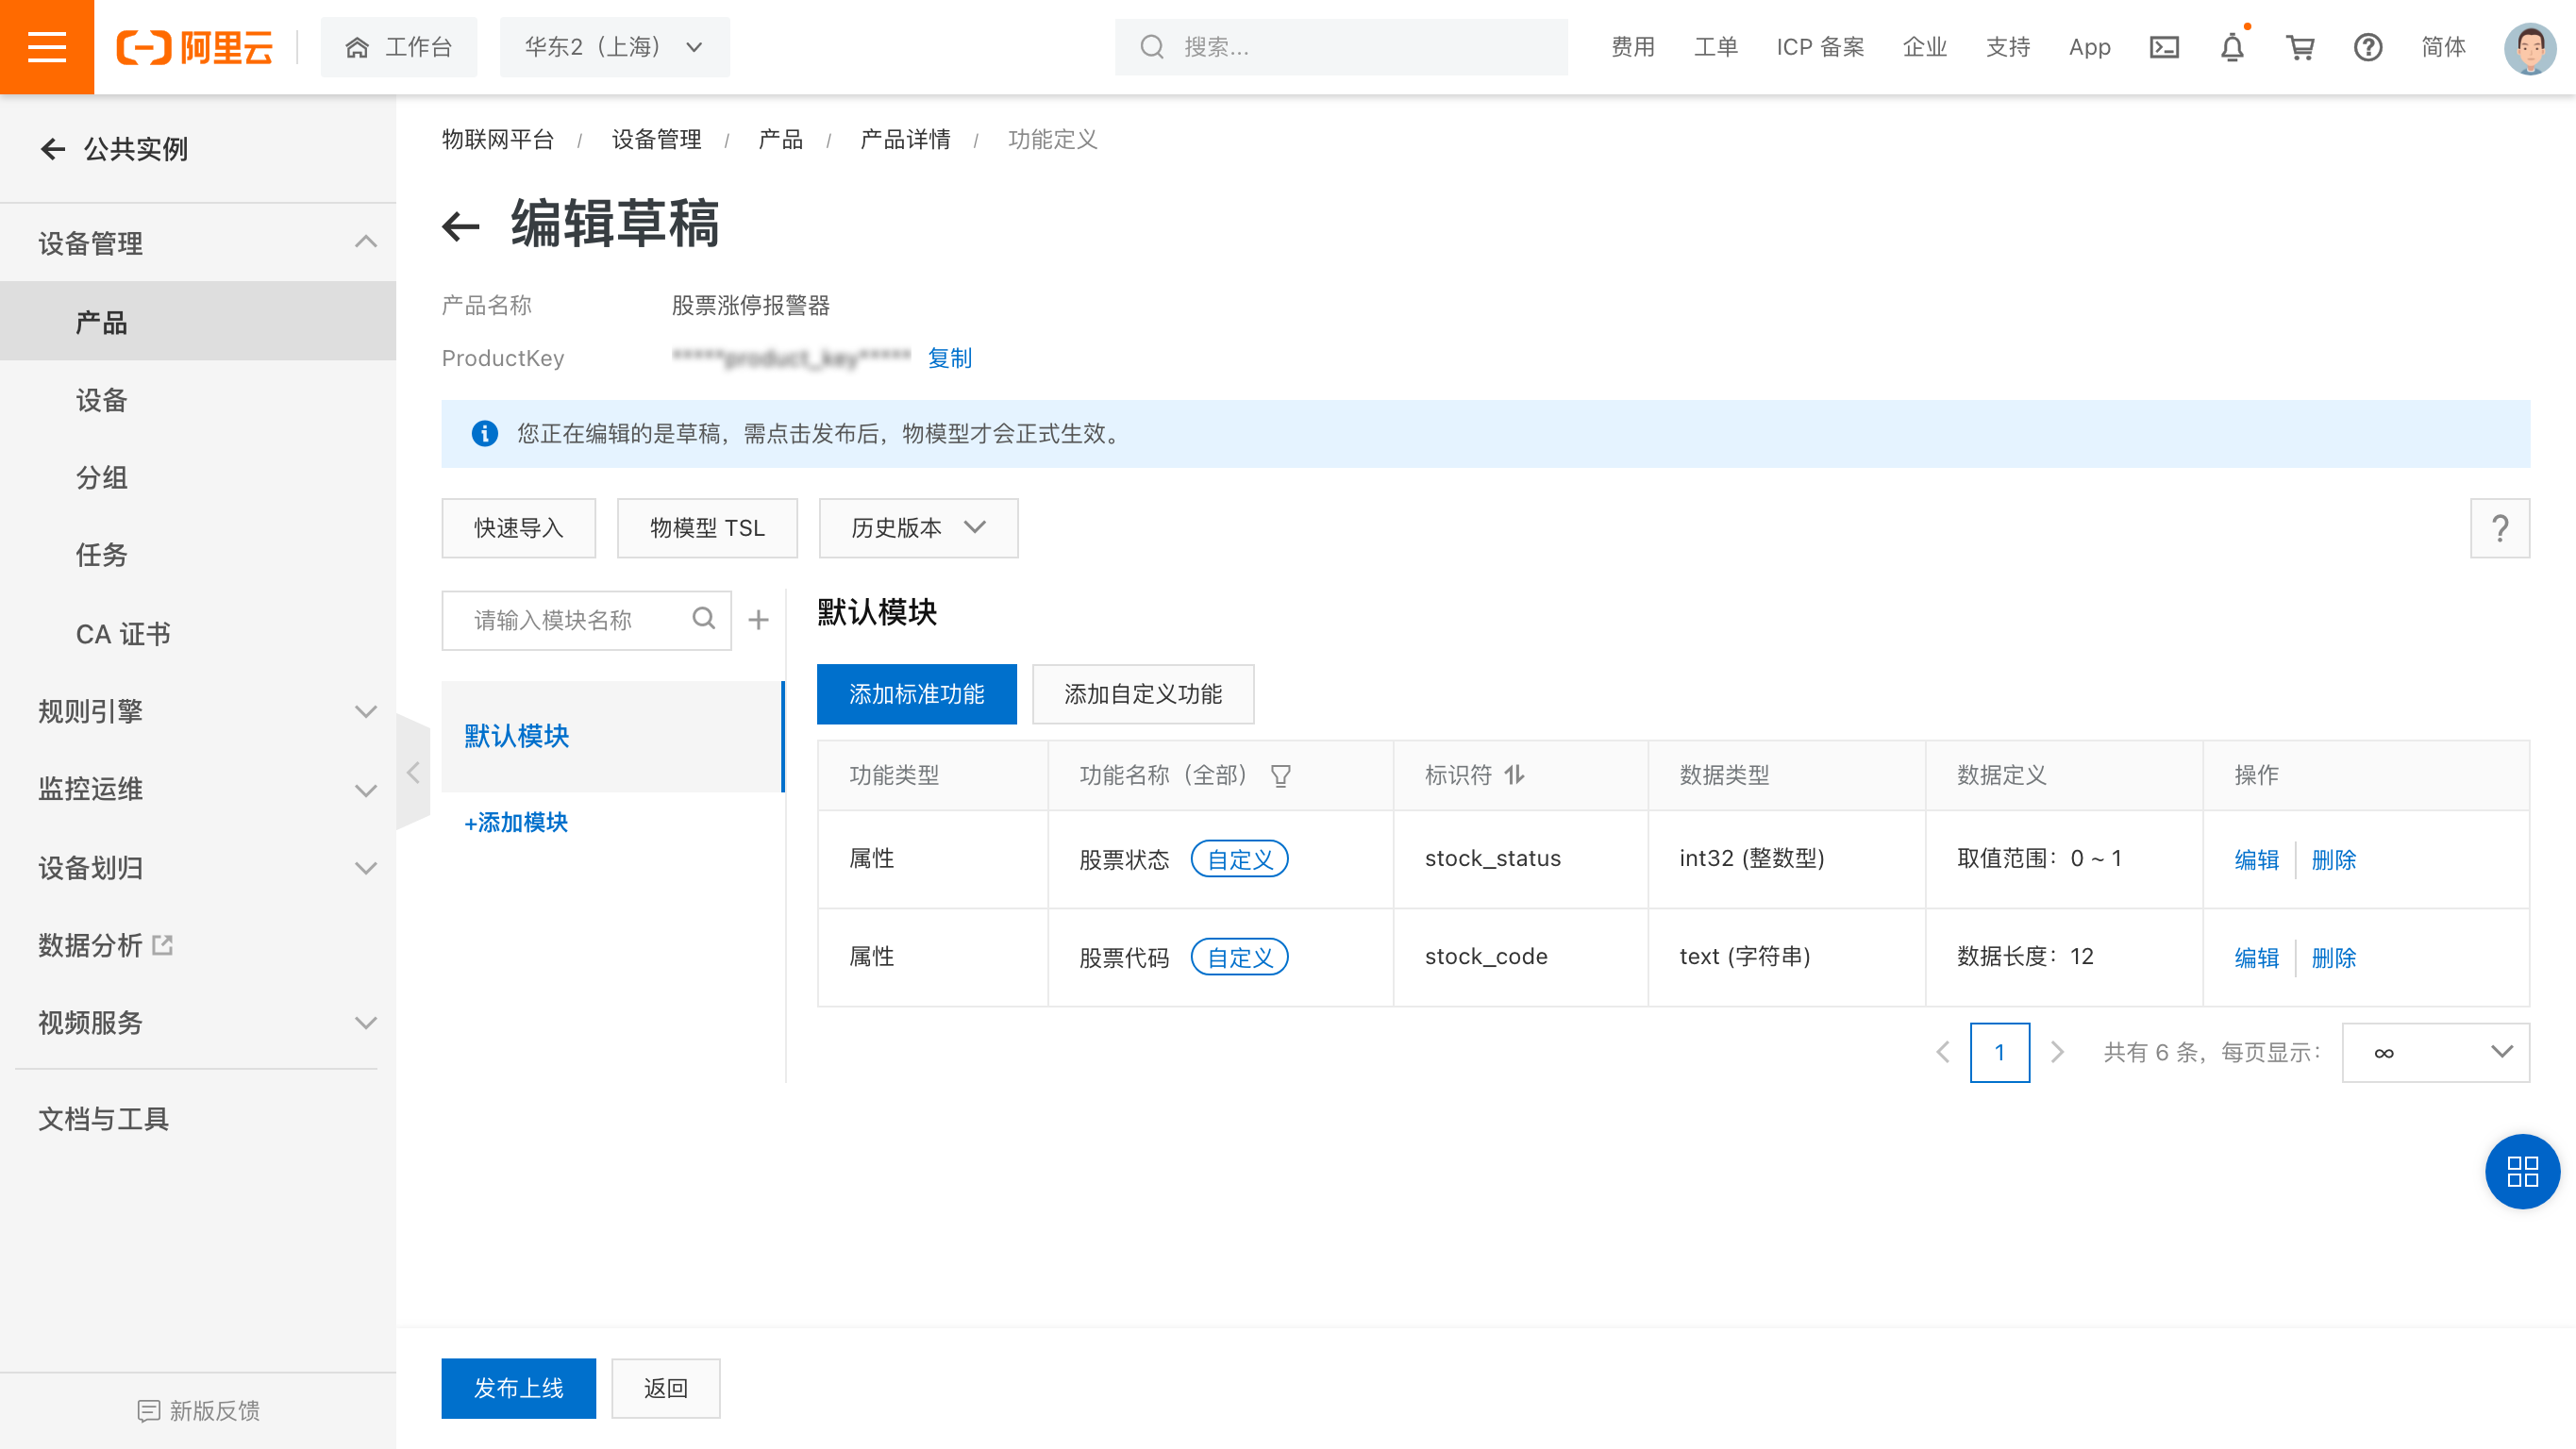 阿里云
工作台
华东2（上海）
搜索...
费用
工单
ICP 备案
企业
支持
App
简体
公共实例
设备管理
产品
设备
分组
任务
CA 证书
规则引擎
监控运维
设备划归
数据分析
视频服务
文档与工具
新版反馈
物联网平台 / 设备管理 / 产品 / 产品详情 / 功能定义
编辑草稿
产品名称 股票涨停报警器
ProductKey *****product_key***** 复制
您正在编辑的是草稿，需点击发布后，物模型才会正式生效。
快速导入 物模型 TSL 历史版本 ?
请输入模块名称
默认模块
+添加模块
默认模块
添加标准功能 添加自定义功能
功能类型 功能名称（全部） 标识符 数据类型 数据定义 操作
属性 股票状态 自定义 stock_status int32 (整数型) 取值范围：0 ~ 1 编辑 删除
属性 股票代码 自定义 stock_code text (字符串) 数据长度：12 编辑 删除
1 共有 6 条，每页显示： ∞
发布上线 返回